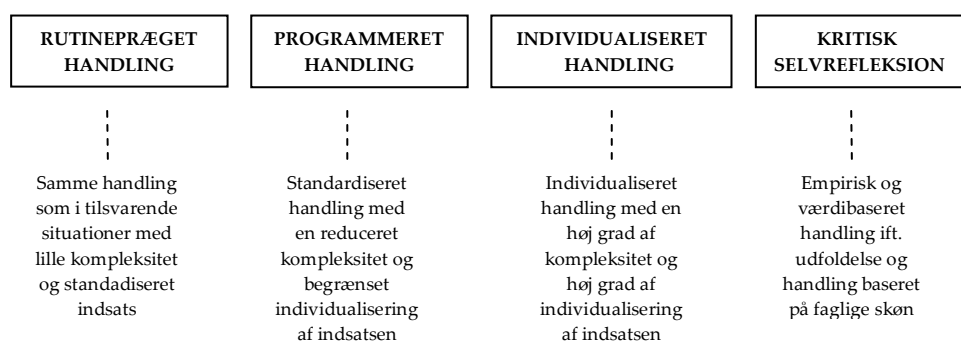 RUTINEPRÆGET
HANDLING
PROGRAMMERET
HANDLING
INDIVIDUALISERET
HANDLING
KRITISK
SELVREFLEKSION
Samme handling
som i tilsvarende
situationer med
lille kompleksitet
og standadiseret
indsats
Standardiseret
handling med
en reduceret
kompleksitet og
begrænset
individualisering
af indsatsen
Individualiseret
handling med en
høj grad af
kompleksitet og
høj grad af
individualisering
af indsatsen
Empirisk og
værdibaseret
handling ift.
udfoldelse og
handling baseret
på faglige skøn